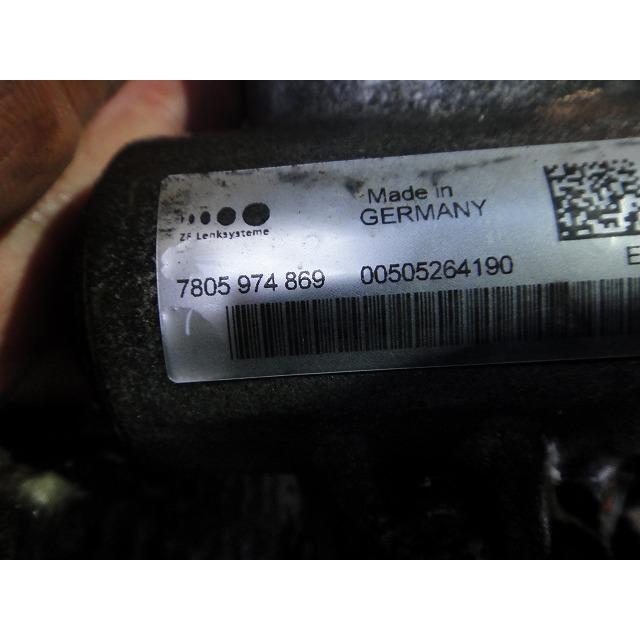 Made in
GERMANY
ZF Lenksysteme
7805 974 869 00505264190
E